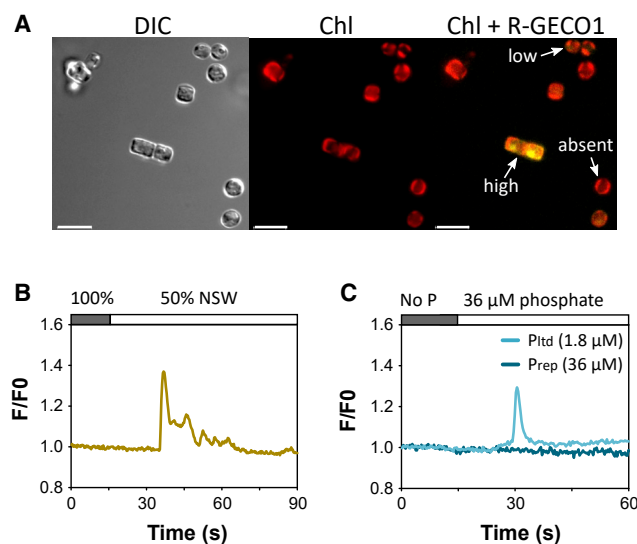 A
DIC
Chl
Chl + R-GECO1
low
absent
high
B
100%
50% NSW
F/F0
1.6
1.4
1.2
1.0
0.8
0
30
60
90
Time (s)
C
No P
36 µM phosphate
Pltd (1.8 µM)
Prep (36 µM)
F/F0
1.6
1.4
1.2
1.0
0.8
0
15
30
45
60
Time (s)